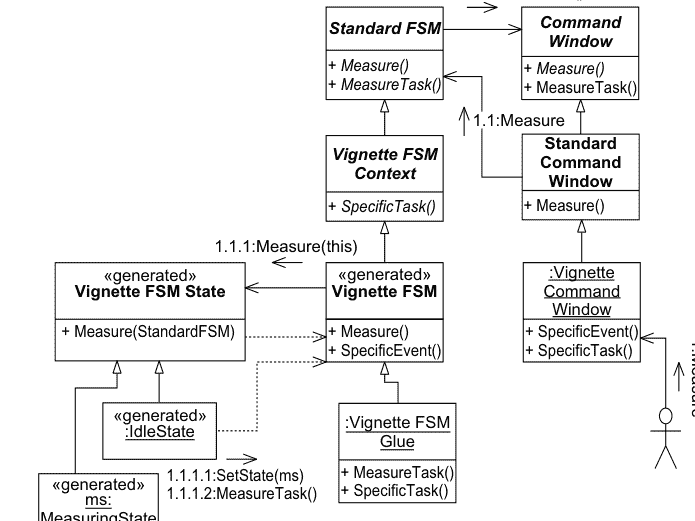 Standard FSM
+ Measure()
+ MeasureTask()
Command
Window
+ Measure()
+ MeasureTask()
1.1:Measure
Vignette FSM
Context
+ SpecificTask()
Standard
Command
Window
+ Measure()
1.1.1:Measure(this)
«generated»
Vignette FSM State
+ Measure(StandardFSM)
«generated»
Vignette FSM
+ Measure()
+ SpecificEvent()
:Vignette
Command
Window
+ SpecificEvent()
+ SpecificTask()
«generated»
:IdleState
:Vignette FSM
Glue
+ MeasureTask()
+ SpecificTask()
1.1.1.1:SetState(ms)
1.1.1.2:MeasureTask()
«generated»
ms:
MeasuringState